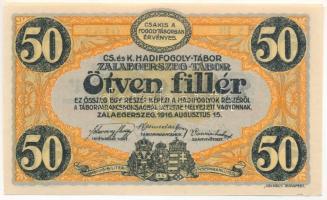 CSAKIS A
FOGOLYTÁBORBAN
ÉRVÉNYES.
50
50
CS. ÉS K. HADIFOGOLY-TÁBOR
ZALAEGERSZEG-TÁBOR
Ötven fillér
EZ ÖSSZEG EGY RÉSZÉT KÉPEZI A HADIFOGLYOK RÉSZÉRŐL
A TÁBORPARANCSNOKSÁGNÁL LETÉTBE HELYEZETT VAGYONNAK.
ZALAEGERSZEG, 1916. AUGUSZTUS 15.
50
50